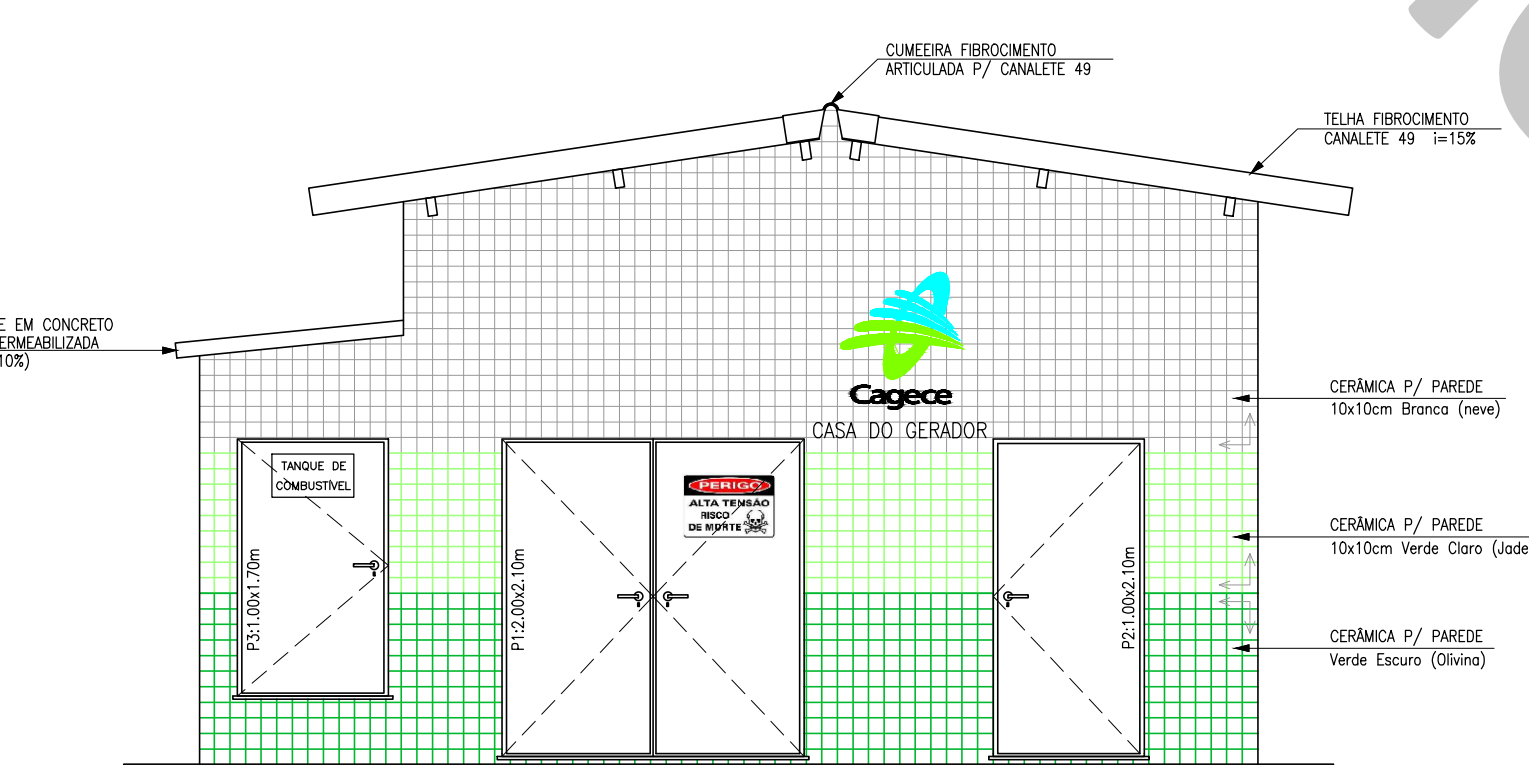 CUMEEIRA FIBROCIMENTO
ARTICULADA P/ CANALETE 49
TELHA FIBROCIMENTO
CANALETE 49 i=15%
E EM CONCRETO
ERMEABILIZADA
10%)
Cagece
CASA DO GERADOR
CERÂMICA P/ PAREDE
10x10cm Branca (neve)
TANQUE DE
COMBUSTÍVEL
PERIGO
ALTA TENSÃO
RISCO
DE MORTE
P3:1.00x1.70m
P1:2.00x2.10m
P2:1.00x2.10m
CERÂMICA P/ PAREDE
10x10cm Verde Claro (Jade
CERÂMICA P/ PAREDE
Verde Escuro (Olivina)